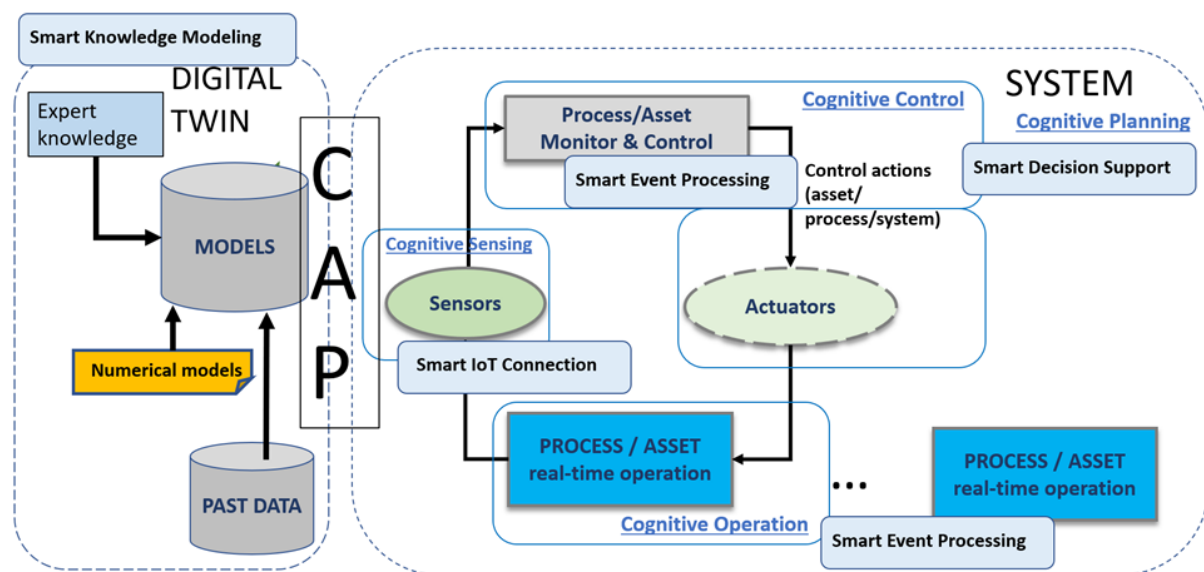 Smart Knowledge Modeling
DIGITAL
TWIN
Expert
knowledge
MODELS
Numerical models
PAST DATA
C
A
P
SYSTEM
Cognitive Planning
Smart Decision Support
Cognitive Control
Process/Asset
Monitor & Control
Smart Event Processing
Control actions
(asset/
process/system)
Cognitive Sensing
Sensors
Smart IoT Connection
Actuators
PROCESS / ASSET
real-time operation
Cognitive Operation
...
PROCESS / ASSET
real-time operation
Smart Event Processing